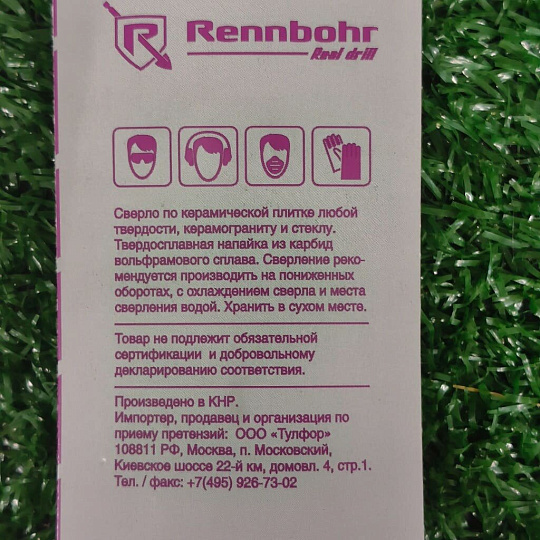 R Rennbohr
Real drill
Сверло по керамической плитке любой
твердости, керамограниту и стеклу.
Твердосплавная напайка из карбид
вольфрамового сплава. Сверление реко-
мендуется производить на пониженных
оборотах, с охлаждением сверла и места
сверления водой. Хранить в сухом месте.
Товар не подлежит обязательной
сертификации и добровольному
декларированию соответствия.
Произведено в КНР.
Импортер, продавец и организация по
приему претензий: ООО «Тулфор»
108811 РФ, Москва, п. Московский,
Киевское шоссе 22-й км, домовл. 4, стр.1.
Тел. / факс: +7(495) 926-73-02